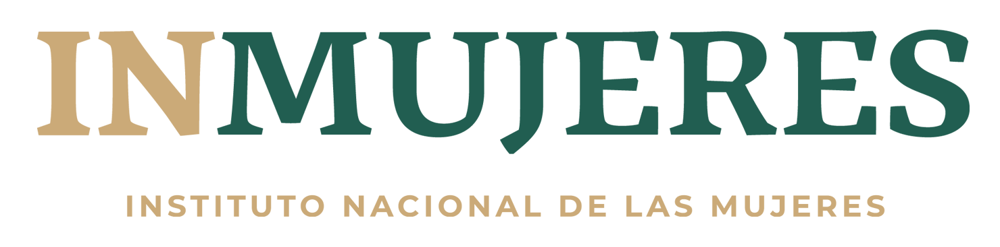 INMUJERES
INSTITUTO NACIONAL DE LAS MUJERES